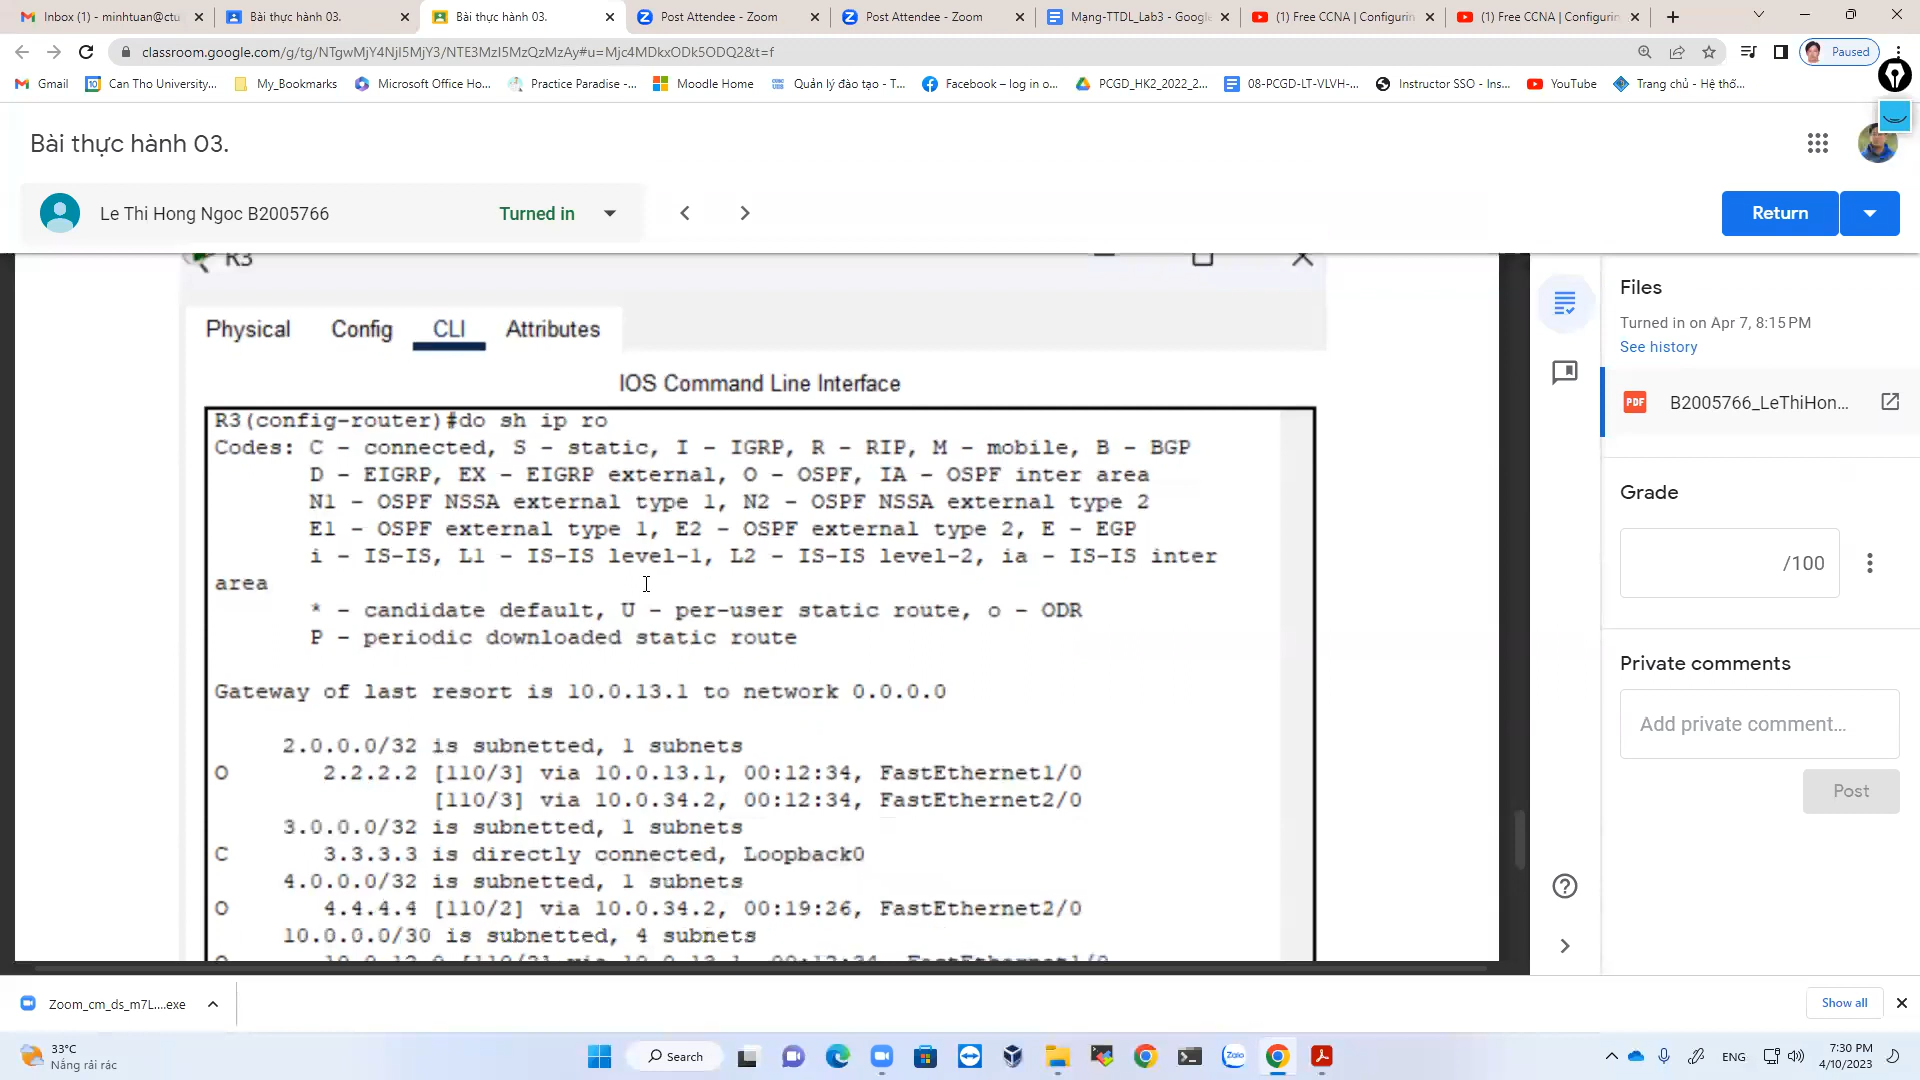 Inbox (1) - minhtuan@ctu
Bài thực hành 03.
Bài thực hành 03.
Post Attendee - Zoom
Post Attendee - Zoom
Mạng-TTDL_Lab3 - Google
(1) Free CCNA | Configurin
(1) Free CCNA | Configurin
classroom.google.com/g/tg/NTgwMjY4NjI5MjY3/NTE3MzI5MzQzMzAy#u=Mjc4MDkxODk5ODQ2&t=f
Paused
Gmail
Can Tho University...
My_Bookmarks
Microsoft Office Ho...
Practice Paradise -...
Moodle Home
Quản lý đào tạo - T...
Facebook – log in o...
PCGD_HK2_2022_2...
08-PCGD-LT-VLVH-...
Instructor SSO - Ins...
YouTube
Trang chủ - Hệ thố...
Bài thực hành 03.
Le Thi Hong Ngoc B2005766
Turned in
Return
R3
Physical Config CLI Attributes
IOS Command Line Interface
R3(config-router)#do sh ip ro
Codes: C - connected, S - static, I - IGRP, R - RIP, M - mobile, B - BGP
D - EIGRP, EX - EIGRP external, O - OSPF, IA - OSPF inter area
N1 - OSPF NSSA external type 1, N2 - OSPF NSSA external type 2
E1 - OSPF external type 1, E2 - OSPF external type 2, E - EGP
i - IS-IS, L1 - IS-IS level-1, L2 - IS-IS level-2, ia - IS-IS inter
area
* - candidate default, U - per-user static route, o - ODR
P - periodic downloaded static route
Gateway of last resort is 10.0.13.1 to network 0.0.0.0
2.0.0.0/32 is subnetted, 1 subnets
O 2.2.2.2 [110/3] via 10.0.13.1, 00:12:34, FastEthernet1/0
[110/3] via 10.0.34.2, 00:12:34, FastEthernet2/0
3.0.0.0/32 is subnetted, 1 subnets
C 3.3.3.3 is directly connected, Loopback0
4.0.0.0/32 is subnetted, 1 subnets
O 4.4.4.4 [110/2] via 10.0.34.2, 00:19:26, FastEthernet2/0
10.0.0.0/30 is subnetted, 4 subnets
Files
Turned in on Apr 7, 8:15 PM
See history
PDF
B2005766_LeThiHon...
Grade
/100
Private comments
Add private comment...
Post
Zoom_cm_ds_m7L....exe
Show all
33°C
Nắng rải rác
Search
Zalo
ENG
7:30 PM
4/10/2023